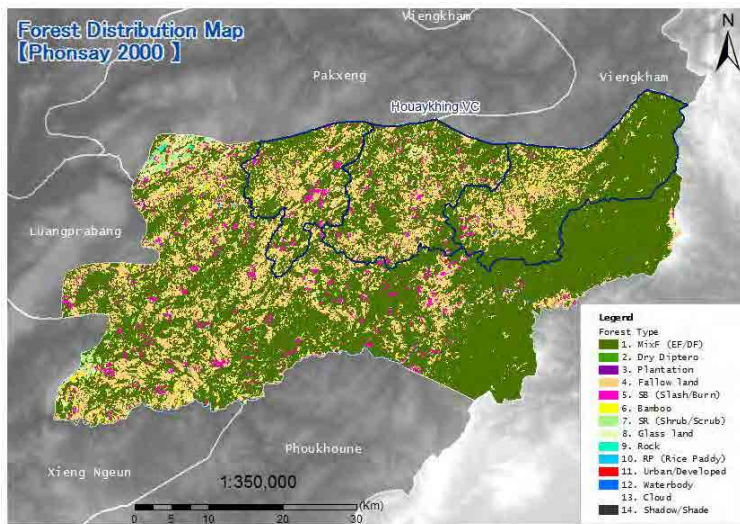 Forest Distribution Map
【Phonsay 2000 】
Viengkham
Pakxeng
Viengkham
N
Houaykhing.VC
Luangprabang
Xieng Ngeun
Phoukhoune
1:350,000
0 5 10 20 30
(Km)
Legend
Forest Type
1. MixF (EF/DF)
2. Dry Diptero
3. Plantation
4. Fallow land
5. SB (Slash/Burn)
6. Bamboo
7. SR (Shrub/Scrub)
8. Glass land
9. Rock
10. RP (Rice Paddy)
11. Urban/Developed
12. Waterbody
13. Cloud
14. Shadow/Shade